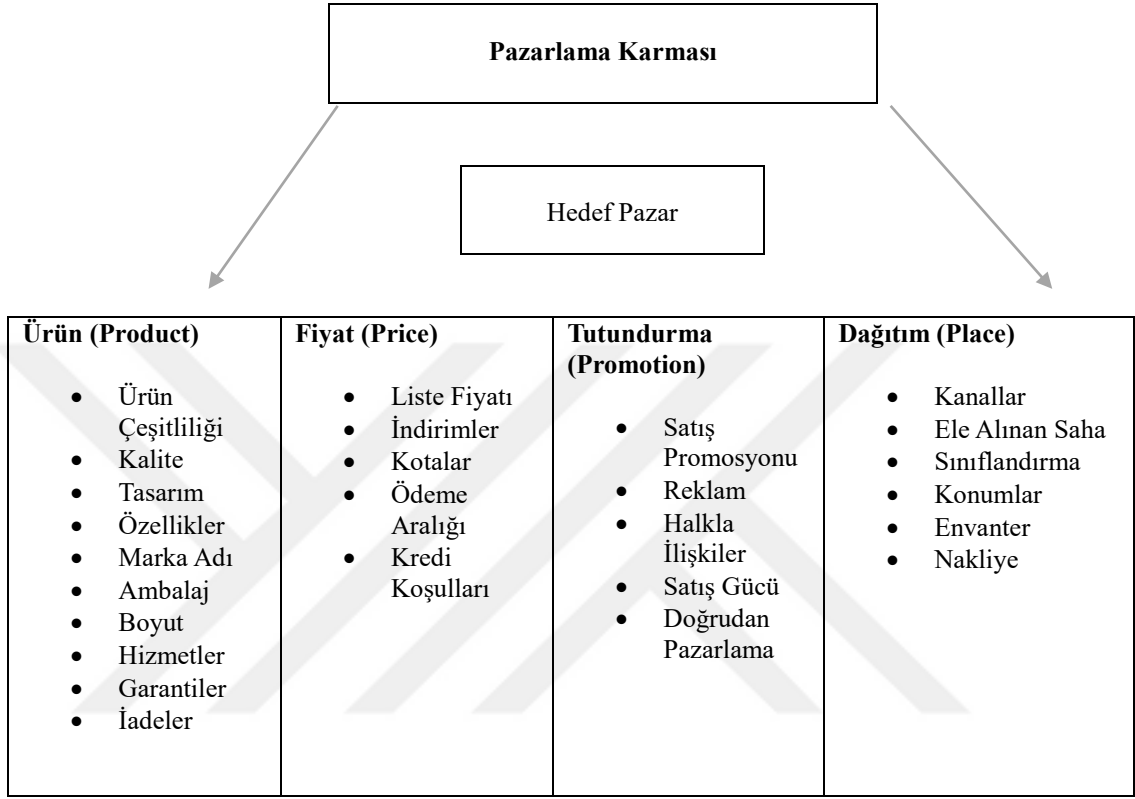 Pazarlama Karması
Hedef Pazar
Ürün (Product)
• Ürün
Çeşitliliği
• Kalite
• Tasarım
• Özellikler
• Marka Adı
• Ambalaj
• Boyut
• Hizmetler
• Garantiler
• İadeler
Fiyat (Price)
• Liste Fiyatı
• İndirimler
• Kotalar
• Ödeme
Aralığı
• Kredi
Koşulları
Tutundurma
(Promotion)
• Satış
Promosyonu
• Reklam
• Halkla
İlişkiler
• Satış Gücü
• Doğrudan
Pazarlama
Dağıtım (Place)
• Kanallar
• Ele Alınan Saha
• Sınıflandırma
• Konumlar
• Envanter
• Nakliye